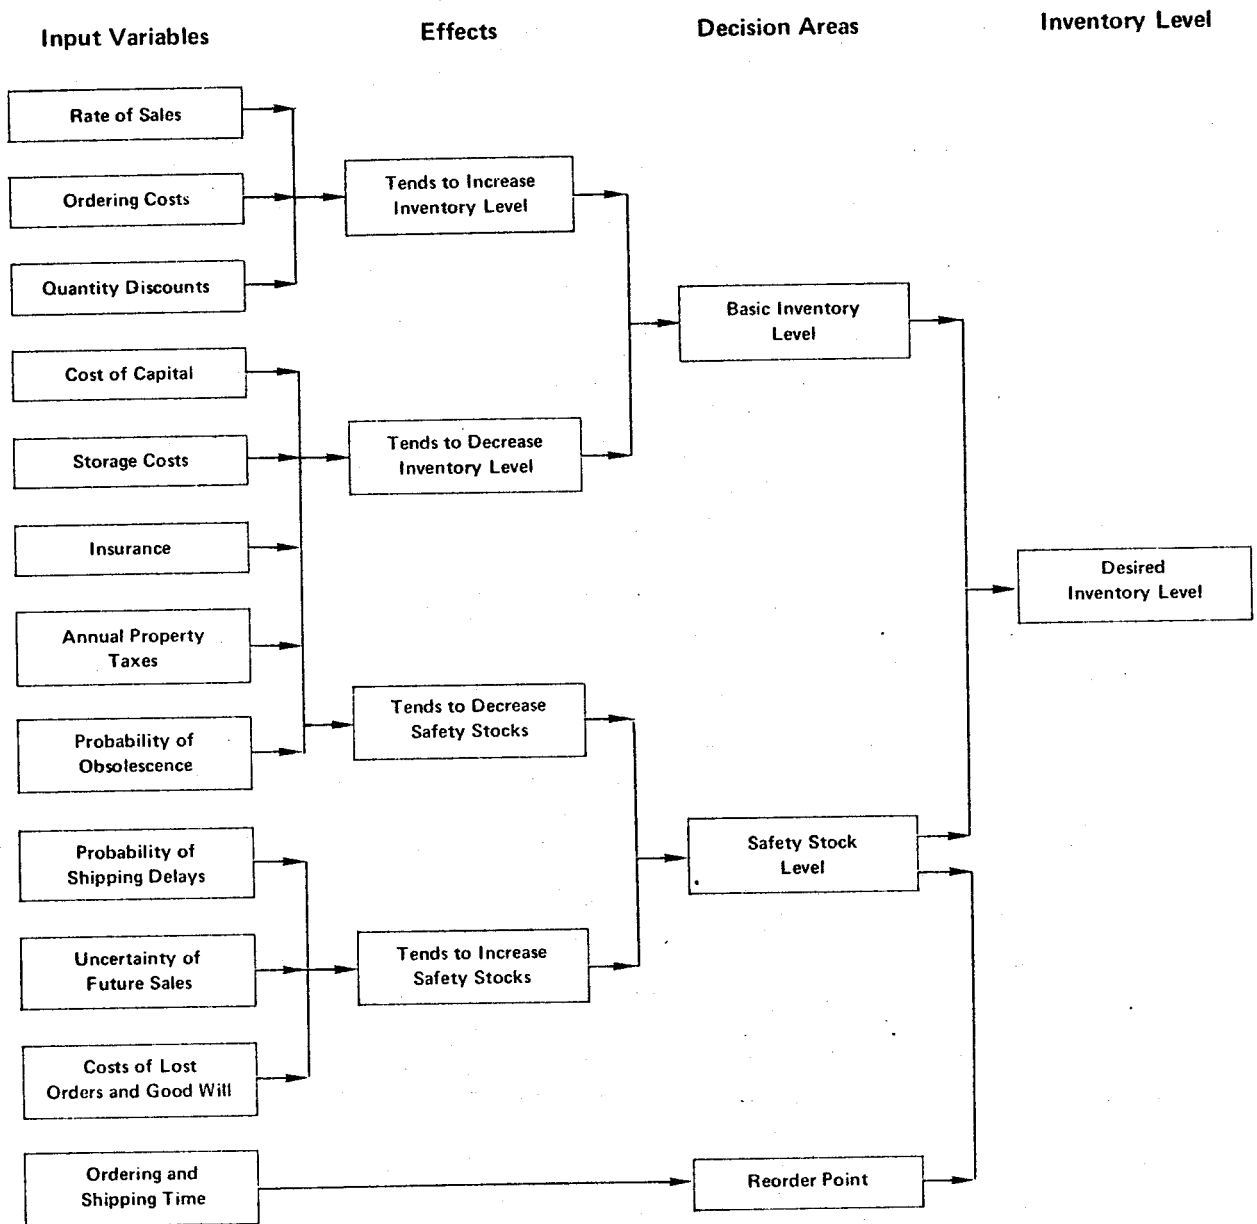 Input Variables
Effects
Decision Areas
Inventory Level
Rate of Sales
Ordering Costs
Quantity Discounts
Cost of Capital
Storage Costs
Insurance
Annual Property
Taxes
Probability of
Obsolescence
Probability of
Shipping Delays
Uncertainty of
Future Sales
Costs of Lost
Orders and Good Will
Ordering and
Shipping Time
Tends to Increase
Inventory Level
Tends to Decrease
Inventory Level
Tends to Decrease
Safety Stocks
Tends to Increase
Safety Stocks
Basic Inventory
Level
Safety Stock
Level
Reorder Point
Desired
Inventory Level